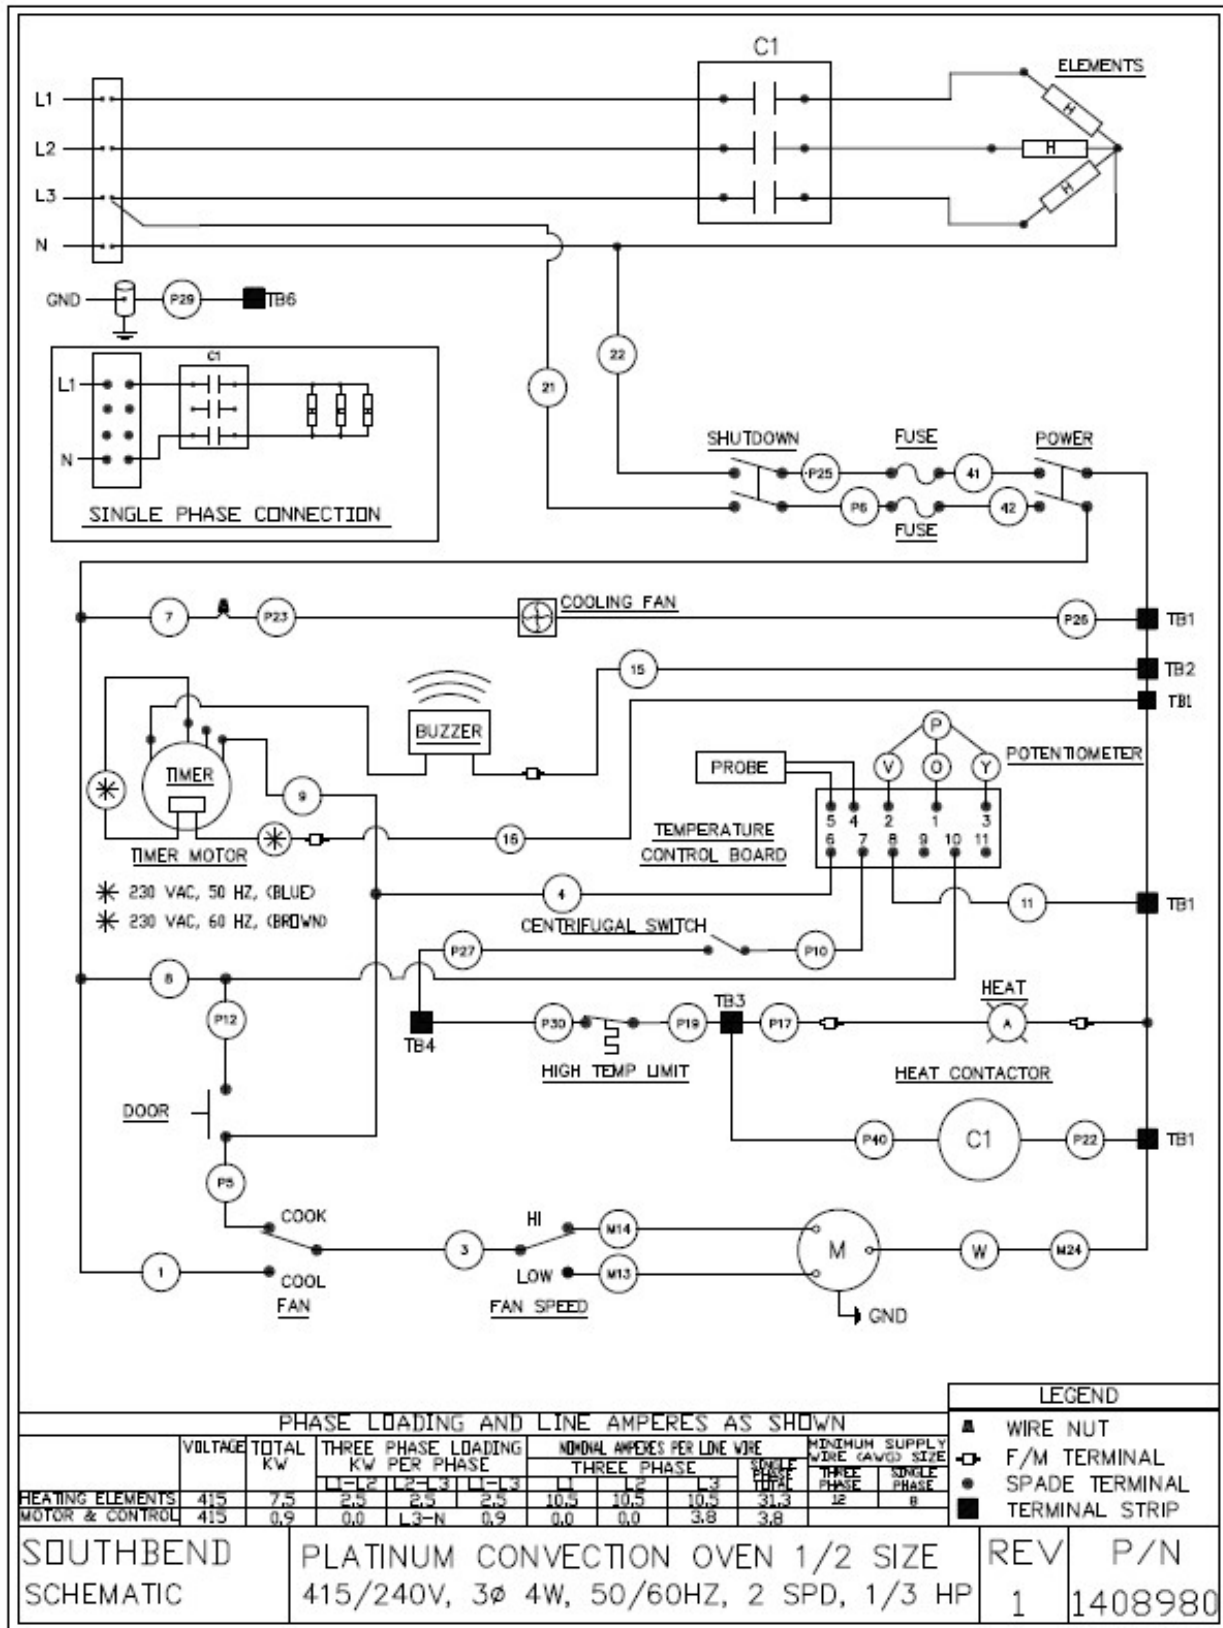 C1
ELEMENTS
L1
H
L2
H
L3
H
N
GND P29 TB6
C1
L1
N
SINGLE PHASE CONNECTION
22
21
SHUTDOWN FUSE POWER
P25 41
P6 42
FUSE
7 P23 COOLING FAN P26 TB1
15 TB2
TB1
BUZZER
TIMER
PROBE
P
V O Y
POTENTIOMETER
5 4 2 1 3
6 7 8 9 10 11
TEMPERATURE
CONTROL BOARD
9
16
TIMER MOTOR
230 VAC, 50 HZ, (BLUE)
230 VAC, 60 HZ, (BROWN)
4
11 TB1
CENTRIFUGAL SWITCH
P27 P10
8
P12
TB4
P30 P19 TB3 P17
HEAT
A
HIGH TEMP LIMIT
HEAT CONTACTOR
DOOR
P40 C1 P22 TB1
P5
COOK
HI M14
1 3
COOL
LOW M13
M W M24
FAN
FAN SPEED
GND
LEGEND
WIRE NUT
F/M TERMINAL
SPADE TERMINAL
TERMINAL STRIP
PHASE LOADING AND LINE AMPERES AS SHOWN
VOLTAGE TOTAL KW THREE PHASE LOADING KW PER PHASE NOMINAL AMPERES PER LINE WIRE MINIMUM SUPPLY WIRE (AWG) SIZE
THREE PHASE SINGLE PHASE TOTAL THREE PHASE SINGLE PHASE
L1-L2 L2-L3 L1-L3 L1 L2 L3
HEATING ELEMENTS 415 7.5 2.5 2.5 2.5 10.5 10.5 10.5 31.3 12 8
MOTOR & CONTROL 415 0.9 0.0 L3-N 0.9 0.0 0.0 3.8 3.8
SOUTHBEND
SCHEMATIC
PLATINUM CONVECTION OVEN 1/2 SIZE
415/240V, 3ø 4W, 50/60HZ, 2 SPD, 1/3 HP
REV
1
P/N
1408980